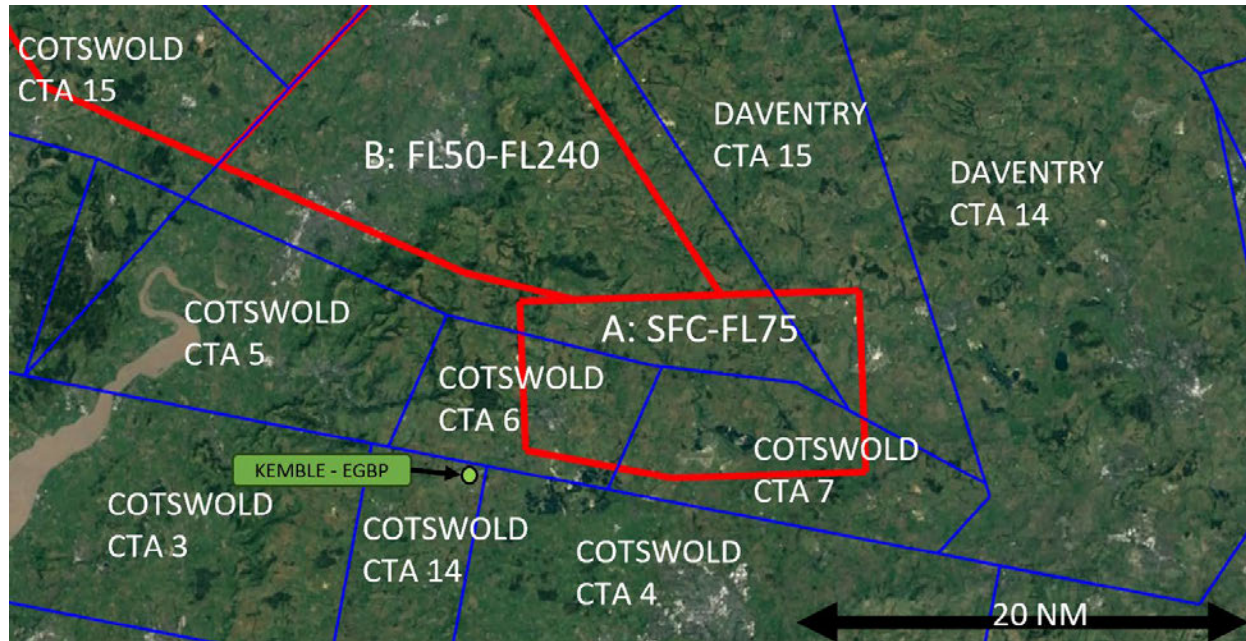 COTSWOLD
CTA 15
B: FL50-FL240
DAVENTRY
CTA 15
DAVENTRY
CTA 14
COTSWOLD
CTA 5
A: SFC-FL75
COTSWOLD
CTA 6
COTSWOLD
CTA 7
KEMBLE - EGBP
COTSWOLD
CTA 3
COTSWOLD
CTA 14
COTSWOLD
CTA 4
20 NM